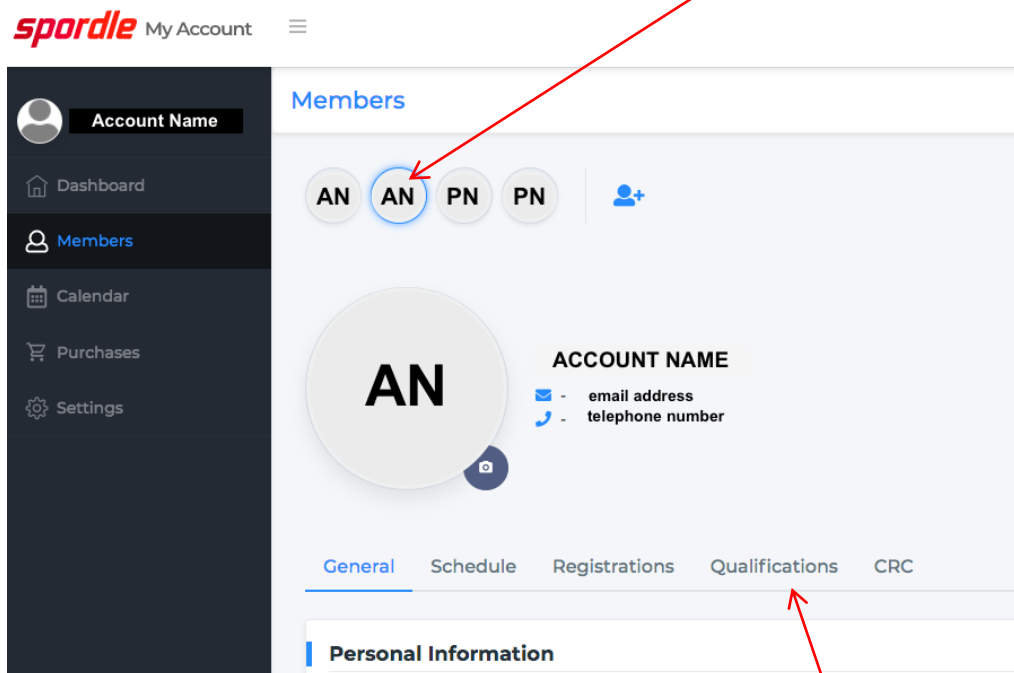 spordle My Account
Account Name
Dashboard
Members
Calendar
Purchases
Settings
Members
AN AN PN PN
AN
ACCOUNT NAME
- email address
- telephone number
General Schedule Registrations Qualifications CRC
Personal Information